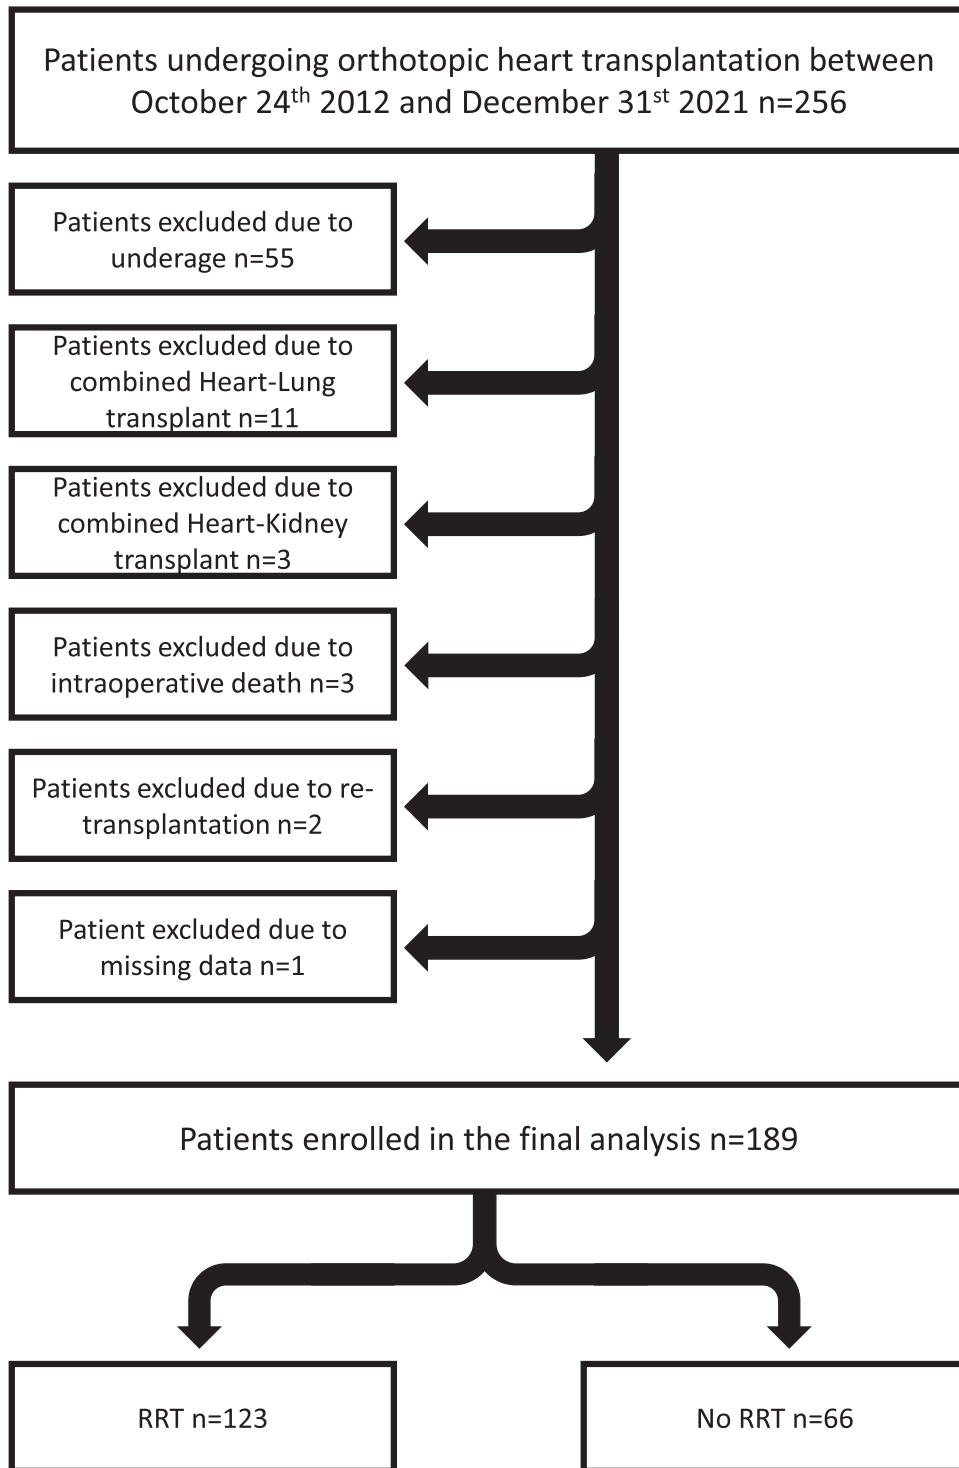 Patients undergoing orthotopic heart transplantation between
October 24th 2012 and December 31st 2021 n=256
Patients excluded due to
underage n=55
Patients excluded due to
combined Heart-Lung
transplant n=11
Patients excluded due to
combined Heart-Kidney
transplant n=3
Patients excluded due to
intraoperative death n=3
Patients excluded due to re-
transplantation n=2
Patient excluded due to
missing data n=1
Patients enrolled in the final analysis n=189
RRT n=123
No RRT n=66